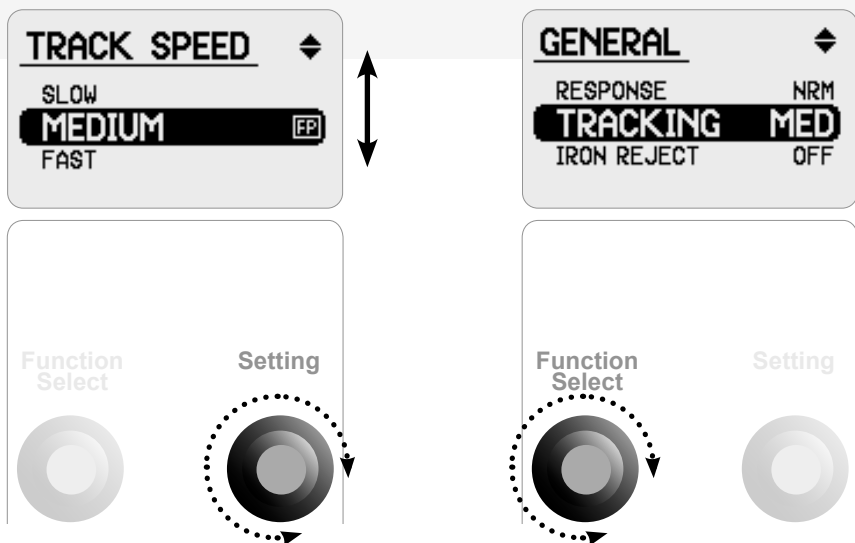 TRACK SPEED
SLOW
MEDIUM FP
FAST
GENERAL
RESPONSE NRM
TRACKING MED
IRON REJECT OFF
Function
Select
Setting
Function
Select
Setting